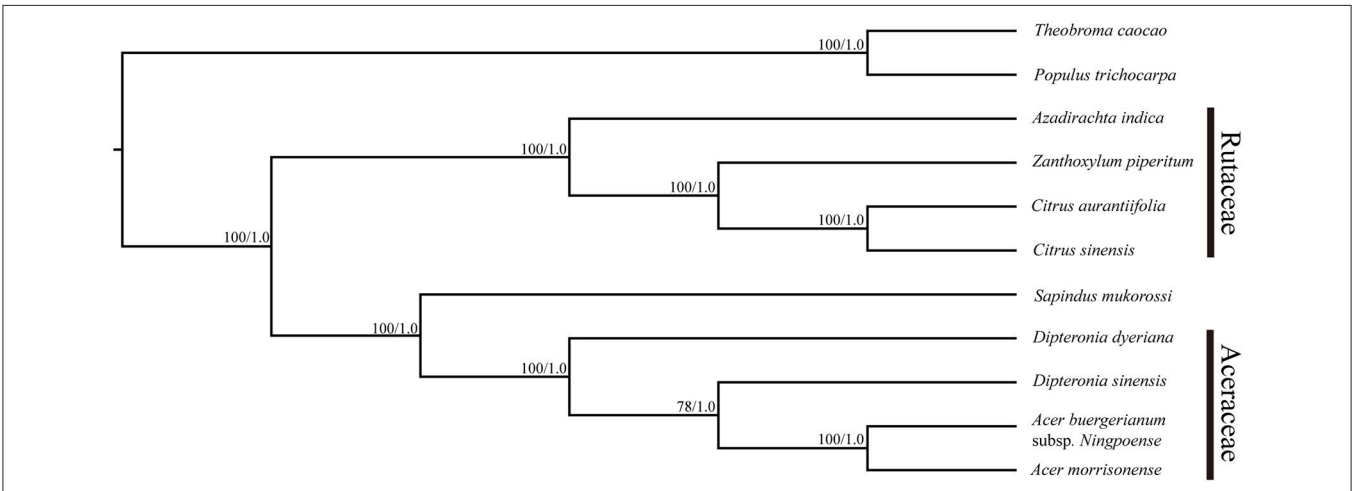 Theobroma caocao
100/1.0
Populus trichocarpa
Azadirachta indica
Rutaceae
100/1.0
Zanthoxylum piperitum
100/1.0
Citrus aurantiifolia
100/1.0
100/1.0
Citrus sinensis
Sapindus mukorossi
100/1.0
Dipteronia dyeriana
Aceraceae
100/1.0
Dipteronia sinensis
78/1.0
Acer buergerianum
subsp. Ningpoense
100/1.0
Acer morrisonense